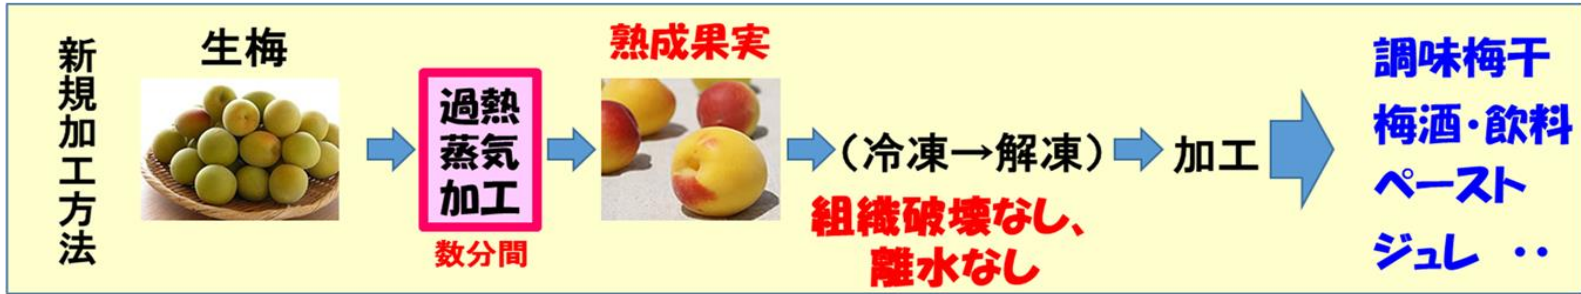 新規加工方法
生梅
過熱
蒸気
加工
数分間
熟成果実
(冷凍→解凍)
組織破壊なし、
離水なし
加工
調味梅干
梅酒・飲料
ペースト
ジュレ ・・